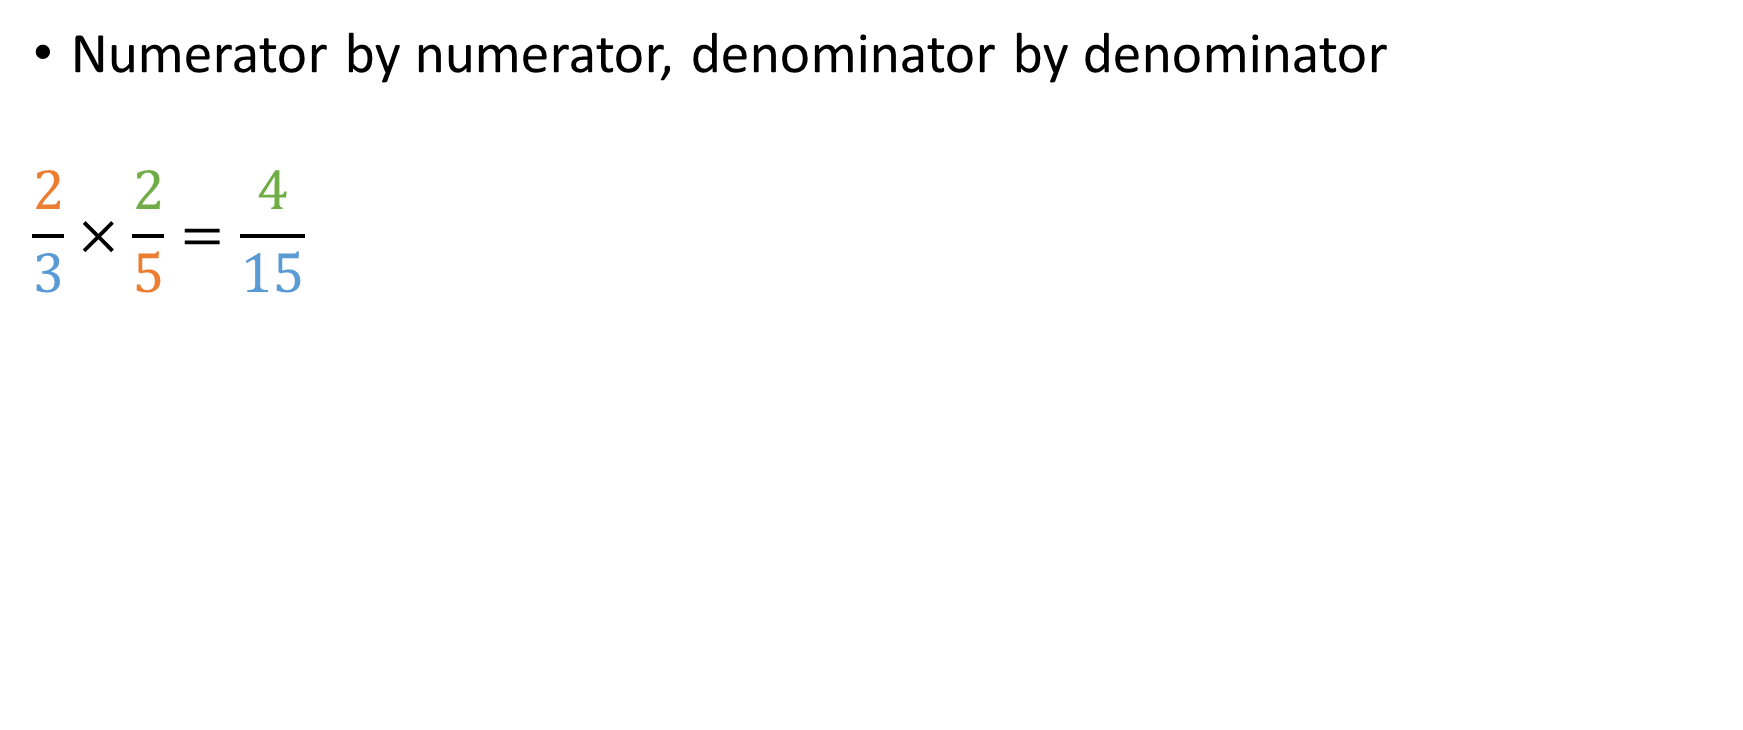 • Numerator by numerator, denominator by denominator
2/3 × 2/5 = 4/15